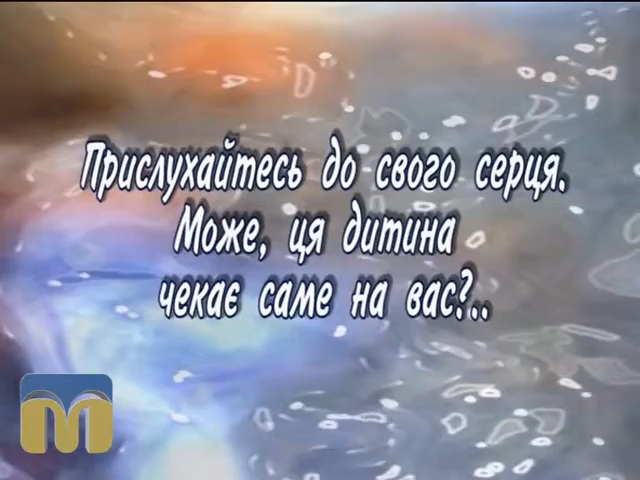 Прислухайтесь до свого серця.
Може, ця дитина
чекає саме на вас?..
М